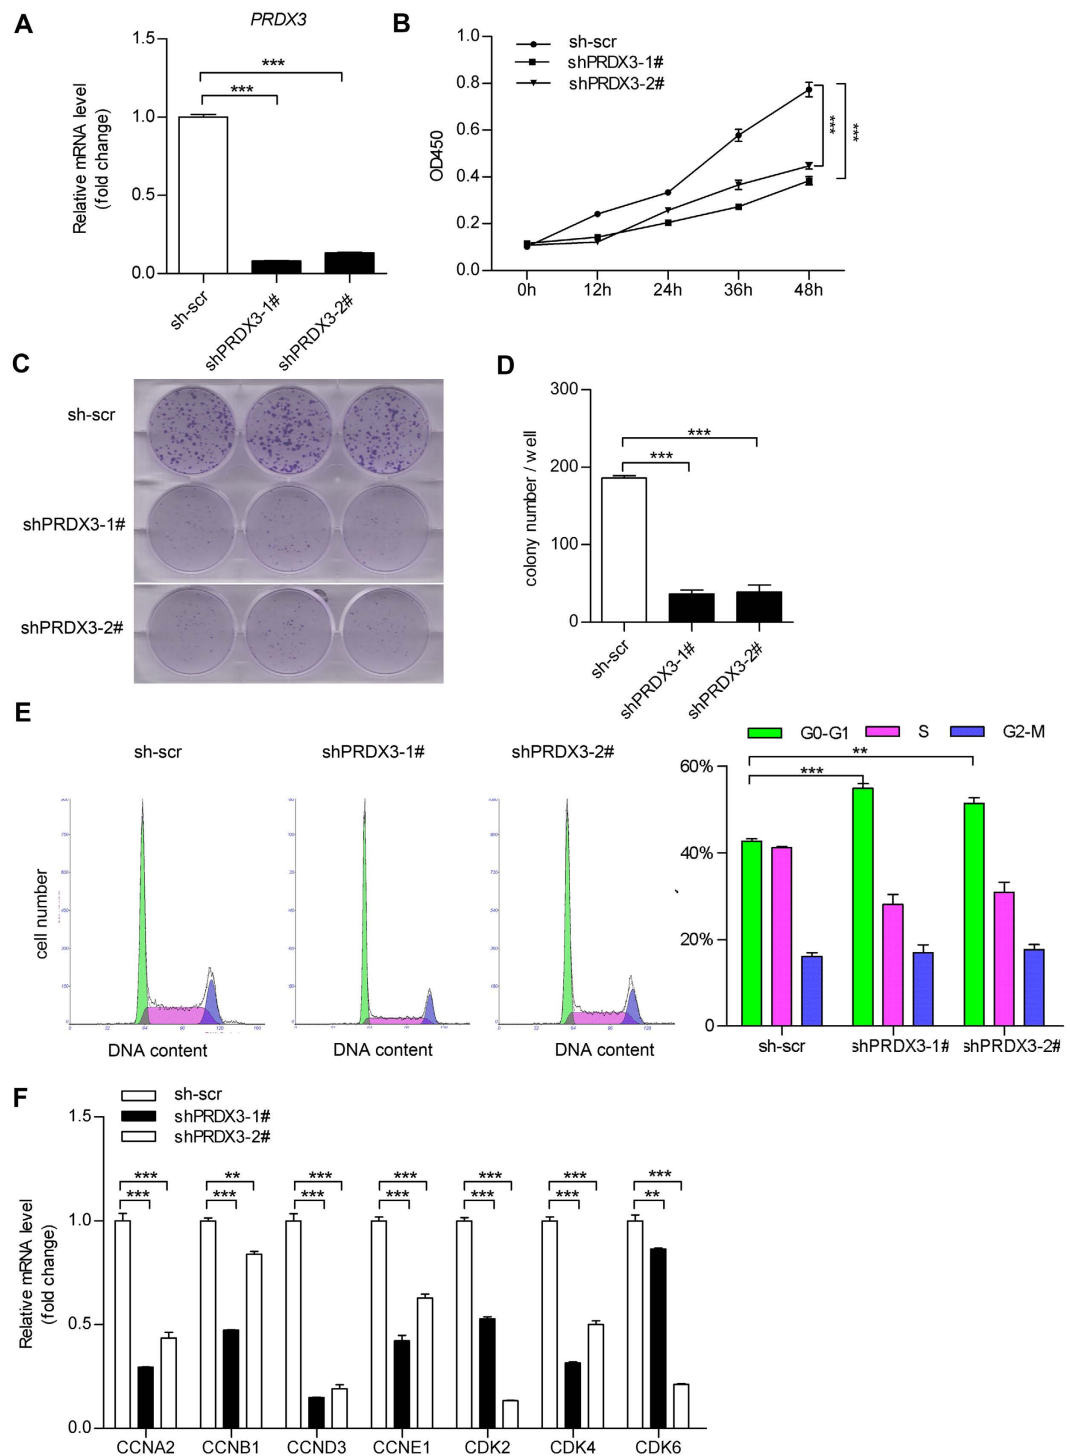 A
PRDX3
Relative mRNA level
(fold change)
1.5
1.0
0.5
0.0
***
***
sh-scr
shPRDX3-1#
shPRDX3-2#
B
OD450
1.0
0.8
0.6
0.4
0.2
0.0
sh-scr
shPRDX3-1#
shPRDX3-2#
***
***
0h 12h 24h 36h 48h
C
sh-scr
shPRDX3-1#
shPRDX3-2#
D
colony number / well
300
200
100
0
***
***
sh-scr
shPRDX3-1#
shPRDX3-2#
E
sh-scr shPRDX3-1# shPRDX3-2#
cell number
DNA content DNA content DNA content
G0-G1 S G2-M
**
***
60%
40%
20%
0
sh-scr shPRDX3-1# shPRDX3-2#
F
sh-scr
shPRDX3-1#
shPRDX3-2#
Relative mRNA level
(fold change)
1.5
1.0
0.5
0.0
*** ** *** *** *** *** ***
*** *** *** *** *** *** **
CCNA2 CCNB1 CCND3 CCNE1 CDK2 CDK4 CDK6